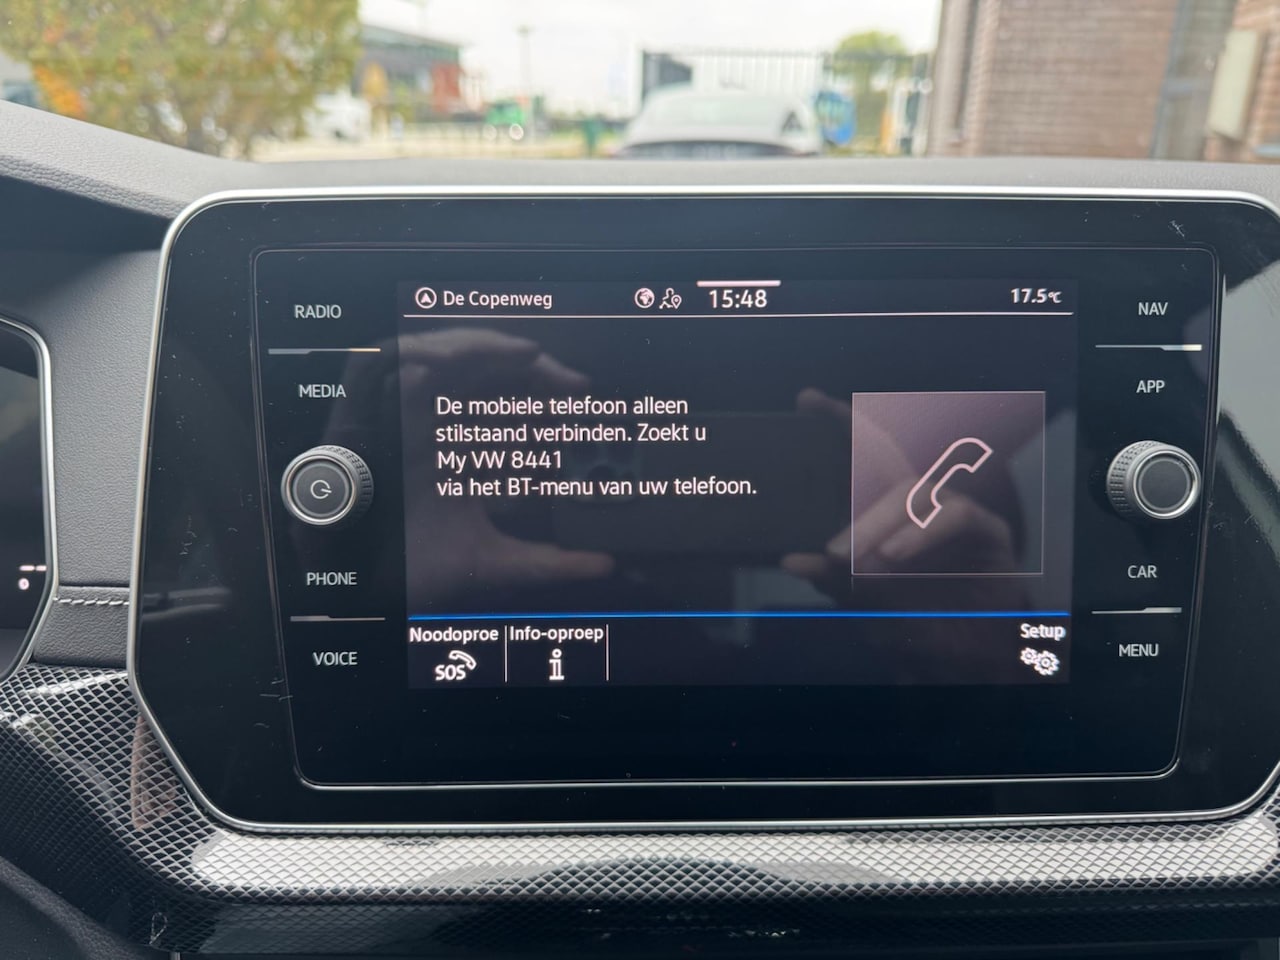 De Copenweg
15:48
17.5°C
RADIO
MEDIA
PHONE
VOICE
De mobiele telefoon alleen
stilstaand verbinden. Zoekt u
My VW 8441
via het BT-menu van uw telefoon.
NAV
APP
CAR
MENU
Noodoproe
SOS
Info-oproep
i
Setup
0